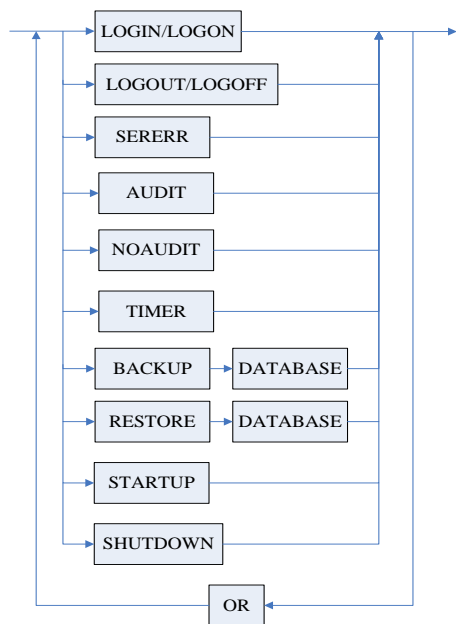 LOGIN/LOGON
LOGOUT/LOGOFF
SERERR
AUDIT
NOAUDIT
TIMER
BACKUP DATABASE
RESTORE DATABASE
STARTUP
SHUTDOWN
OR